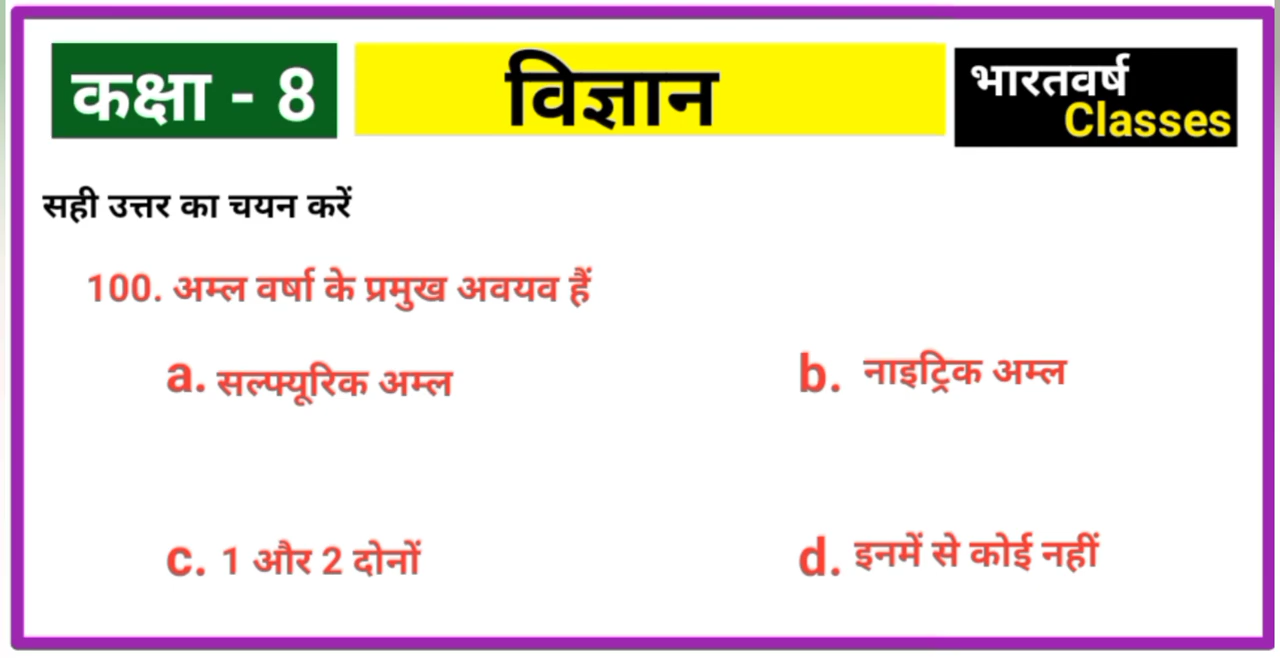 कक्षा - 8
विज्ञान
भारतवर्ष
Classes
सही उत्तर का चयन करें
100. अम्ल वर्षा के प्रमुख अवयव हैं
a. सल्फ्यूरिक अम्ल
b. नाइट्रिक अम्ल
c. 1 और 2 दोनों
d. इनमें से कोई नहीं